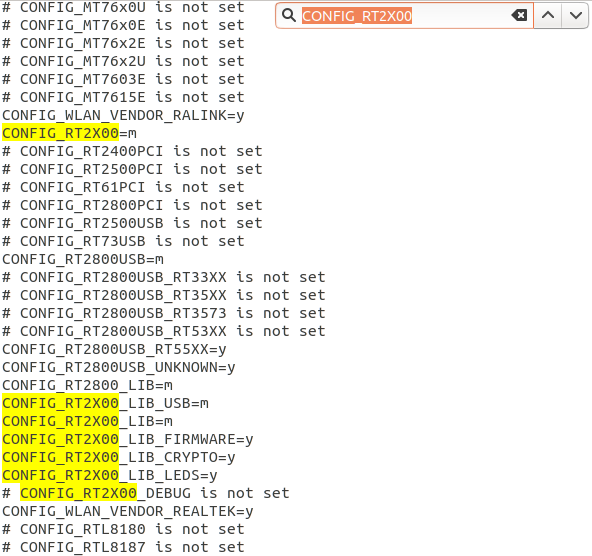 # CONFIG_MT76x0U is not set
CONFIG_RT2X00
# CONFIG_MT76x0E is not set
# CONFIG_MT76x2E is not set
# CONFIG_MT76x2U is not set
# CONFIG_MT7603E is not set
# CONFIG_MT7615E is not set
CONFIG_WLAN_VENDOR_RALINK=y
CONFIG_RT2X00=m
# CONFIG_RT2400PCI is not set
# CONFIG_RT2500PCI is not set
# CONFIG_RT61PCI is not set
# CONFIG_RT2800PCI is not set
# CONFIG_RT2500USB is not set
# CONFIG_RT73USB is not set
CONFIG_RT2800USB=m
# CONFIG_RT2800USB_RT33XX is not set
# CONFIG_RT2800USB_RT35XX is not set
# CONFIG_RT2800USB_RT3573 is not set
# CONFIG_RT2800USB_RT53XX is not set
CONFIG_RT2800USB_RT55XX=y
CONFIG_RT2800USB_UNKNOWN=y
CONFIG_RT2800_LIB=m
CONFIG_RT2X00_LIB_USB=m
CONFIG_RT2X00_LIB=m
CONFIG_RT2X00_LIB_FIRMWARE=y
CONFIG_RT2X00_LIB_CRYPTO=y
CONFIG_RT2X00_LIB_LEDS=y
# CONFIG_RT2X00_DEBUG is not set
CONFIG_WLAN_VENDOR_REALTEK=y
# CONFIG_RTL8180 is not set
# CONFIG_RTL8187 is not set